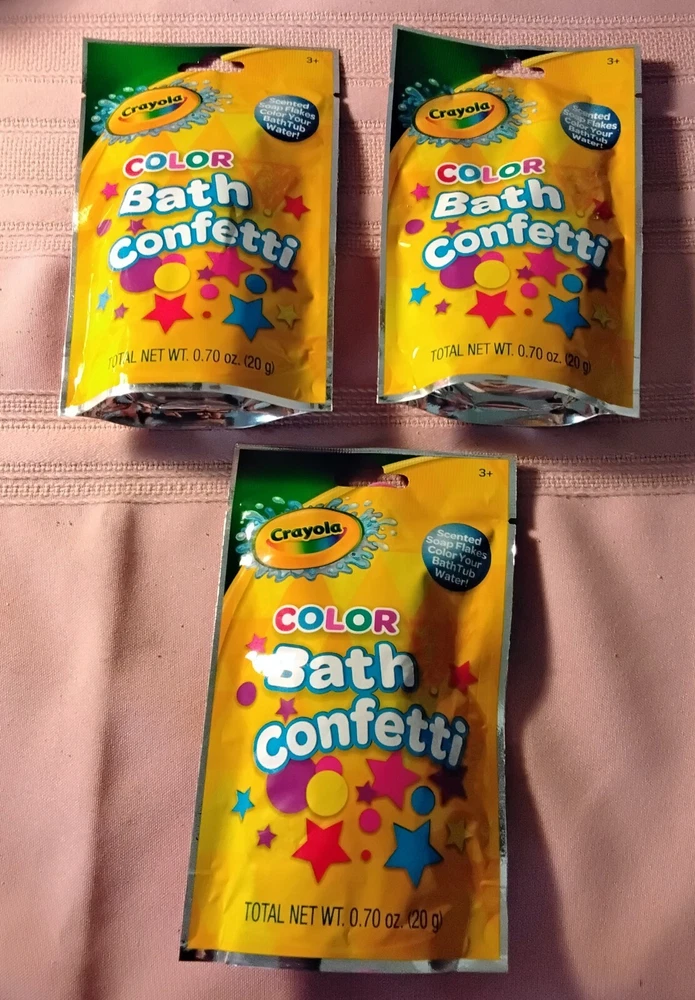 3+
Crayola
Scented
Soap Flakes
Color Your
BathTub
Water!
COLOR
Bath
Confetti
TOTAL NET WT. 0.70 oz. (20 g)
3+
Crayola
Scented
Soap Flakes
Color Your
BathTub
Water!
COLOR
Bath
Confetti
TOTAL NET WT. 0.70 oz. (20 g)
3+
Crayola
Scented
Soap Flakes
Color Your
BathTub
Water!
COLOR
Bath
Confetti
TOTAL NET WT. 0.70 oz. (20 g)